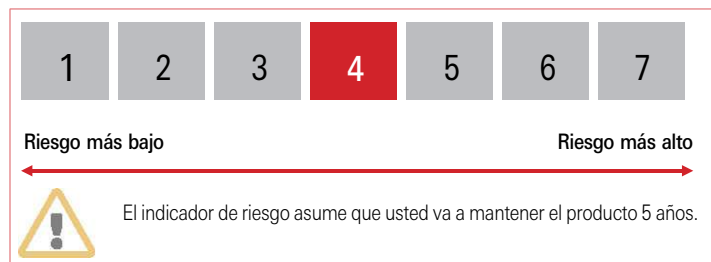 1 2 3 4 5 6 7
Riesgo más bajo Riesgo más alto
El indicador de riesgo asume que usted va a mantener el producto 5 años.